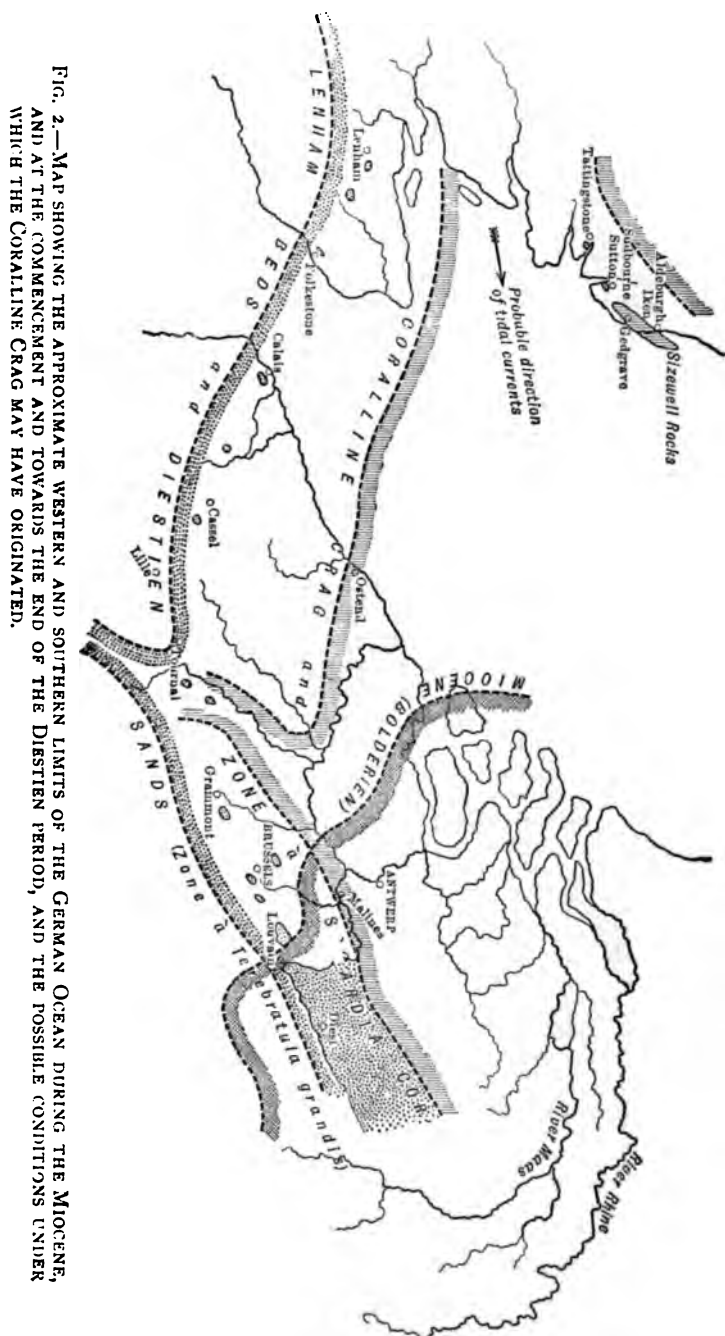 LENHAM BEDS and DIESTIEN
SANDS (Zone à Terebratula grandis)
CORALLINE CRAG and
ZONE à ISOCARDIA COR.
MIOCENE
(BOLDERIEN)
Probable direction
of tidal currents
Sizewell Rocks
Aldeburgh
Iken
Sudbourne
Gedgrave
Sutton
Tattingstone
Lenham
Folkestone
Calais
Cassel
Lille
Ostend
Tournai
Grammont
BRUSSELS
Louvain
Malines
ANTWERP
Diest
River Maas
River Rhine
FIG. 2.—MAP SHOWING THE APPROXIMATE WESTERN AND SOUTHERN LIMITS OF THE GERMAN OCEAN DURING THE MIOCENE,
AND AT THE COMMENCEMENT AND TOWARDS THE END OF THE DIESTIEN PERIOD, AND THE POSSIBLE CONDITIONS UNDER
WHICH THE CORALLINE CRAG MAY HAVE ORIGINATED.